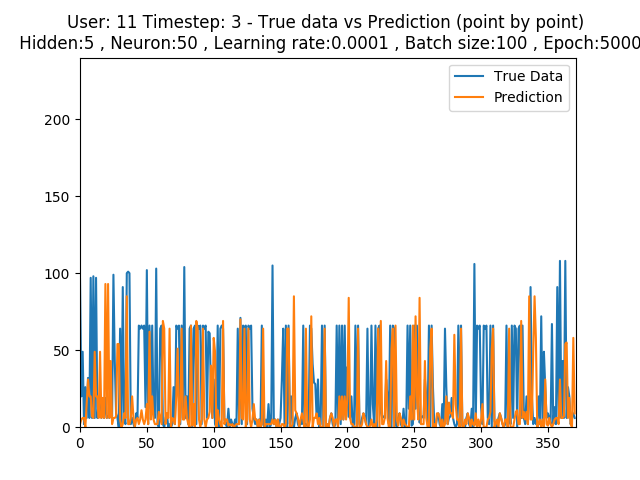 User: 11 Timestep: 3 - True data vs Prediction (point by point)
Hidden:5 , Neuron:50 , Learning rate:0.0001 , Batch size:100 , Epoch:5000
True Data
Prediction
200
150
100
50
0
0 50 100 150 200 250 300 350